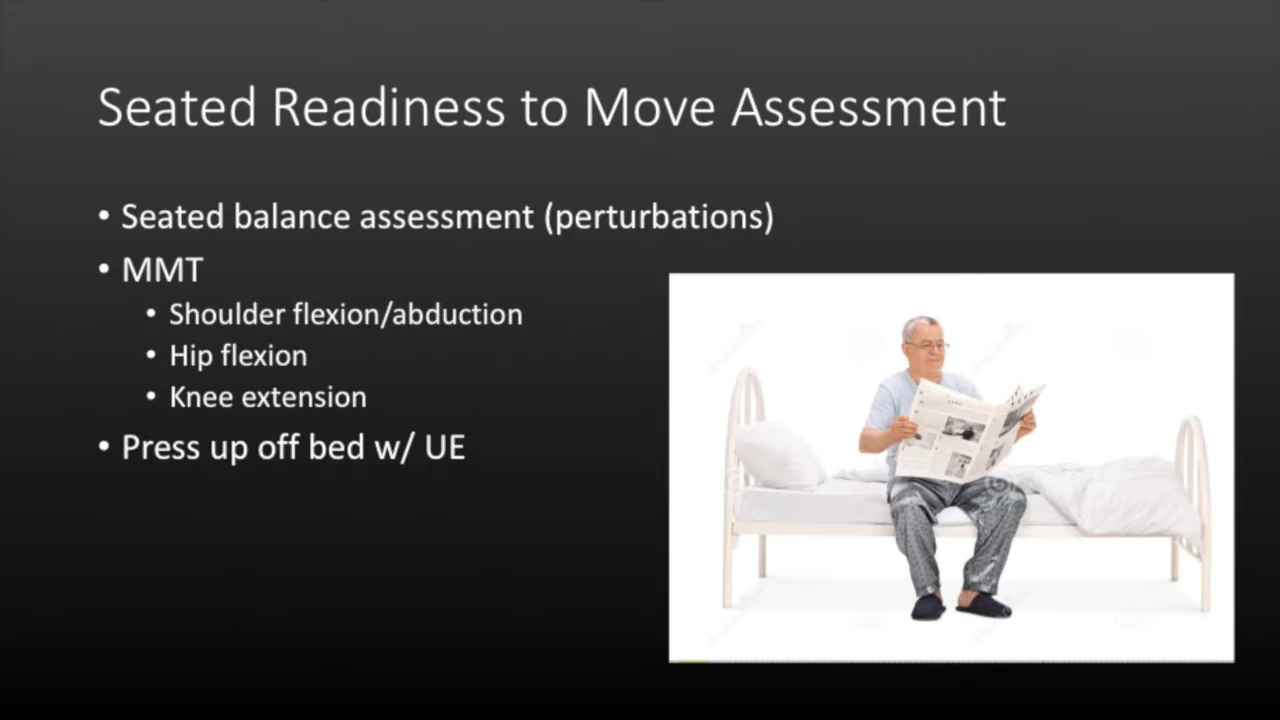 Seated Readiness to Move Assessment
• Seated balance assessment (perturbations)
• MMT
• Shoulder flexion/abduction
• Hip flexion
• Knee extension
• Press up off bed w/ UE